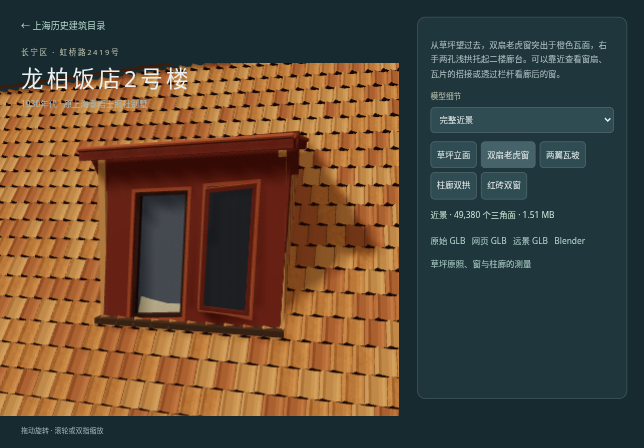 ← 上海历史建筑目录
长宁区 · 虹桥路2419号
龙柏饭店2号楼
从草坪望过去，双扇老虎窗突出于橙色瓦面，右
手两孔浅拱托起二楼廊台。可以靠近查看窗扇、
瓦片的搭接或透过栏杆看廊后的窗。
模型细节
完整近景
草坪立面
双扇老虎窗
两翼瓦坡
柱廊双拱
红砖双窗
近景 · 49,380 个三角面 · 1.51 MB
原始 GLB 网页 GLB 远景 GLB Blender
草坪原照、窗与柱廊的测量
拖动旋转 · 滚轮或双指缩放